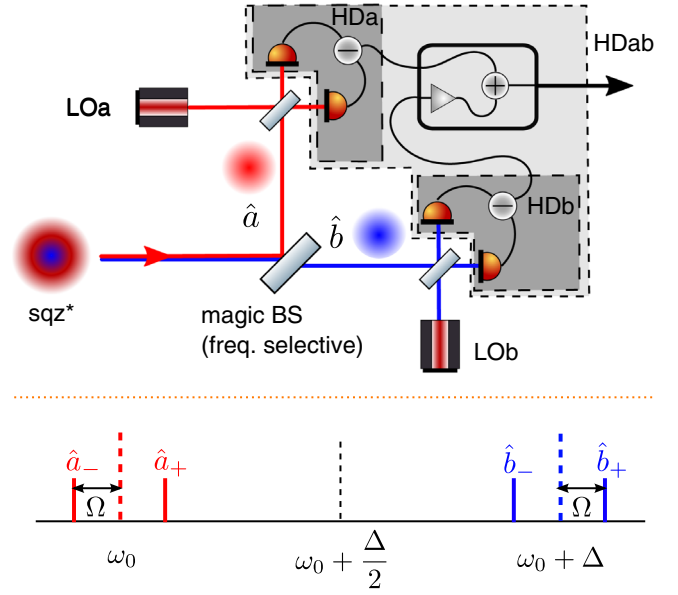 HDa
HDab
−
+
LOa
â
b̂
−
HDb
sqz*
magic BS
(freq. selective)
LOb
â₋ â₊ b̂₋ b̂₊
Ω Ω
ω₀ ω₀ + Δ/2 ω₀ + Δ